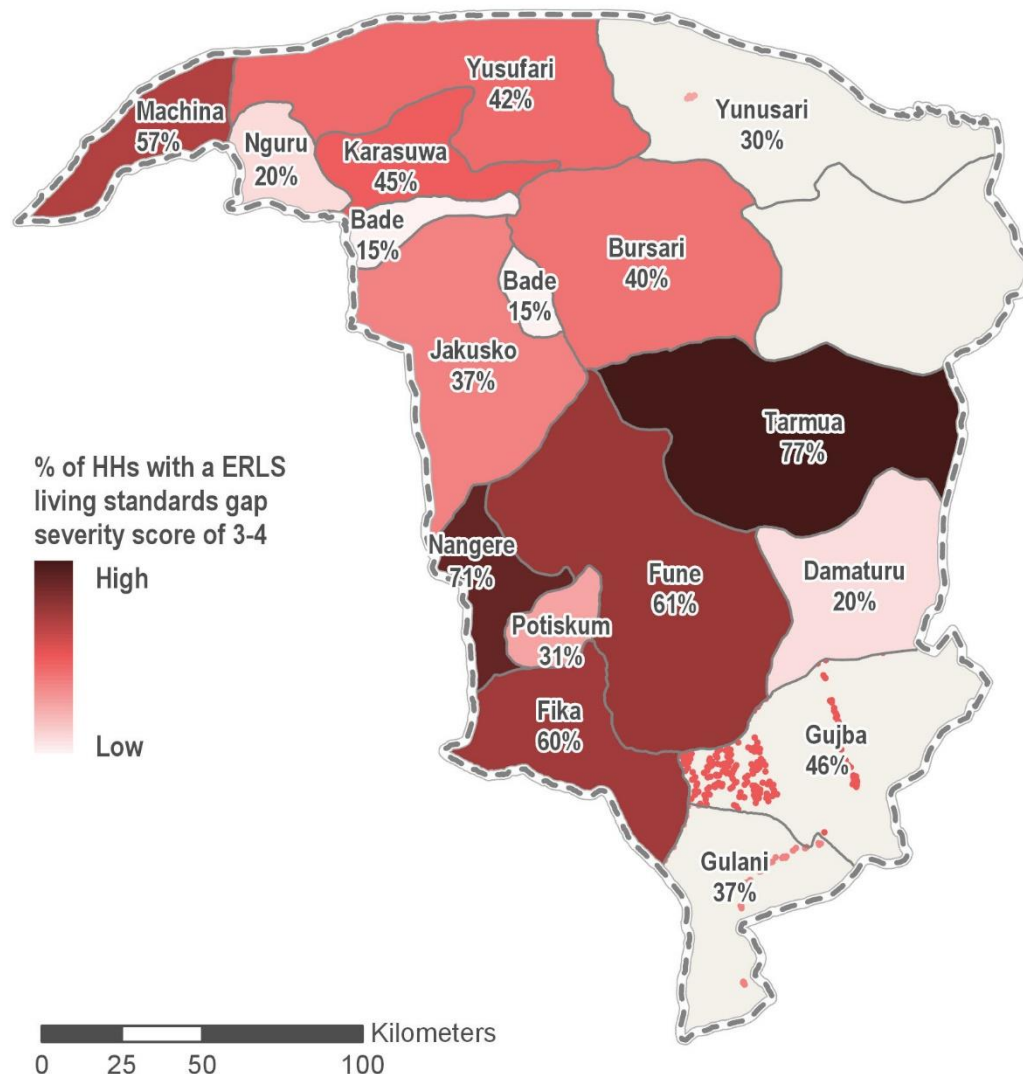 Yusufari
42%
Machina
57%
Yunusari
30%
Nguru
20%
Karasuwa
45%
Bade
15%
Bursari
40%
Bade
15%
Jakusko
37%
Tarmua
77%
% of HHs with a ERLS
living standards gap
severity score of 3-4
High
Low
Nangere
71%
Fune
61%
Damaturu
20%
Potiskum
31%
Fika
60%
Gujba
46%
Gulani
37%
Kilometers
0 25 50 100